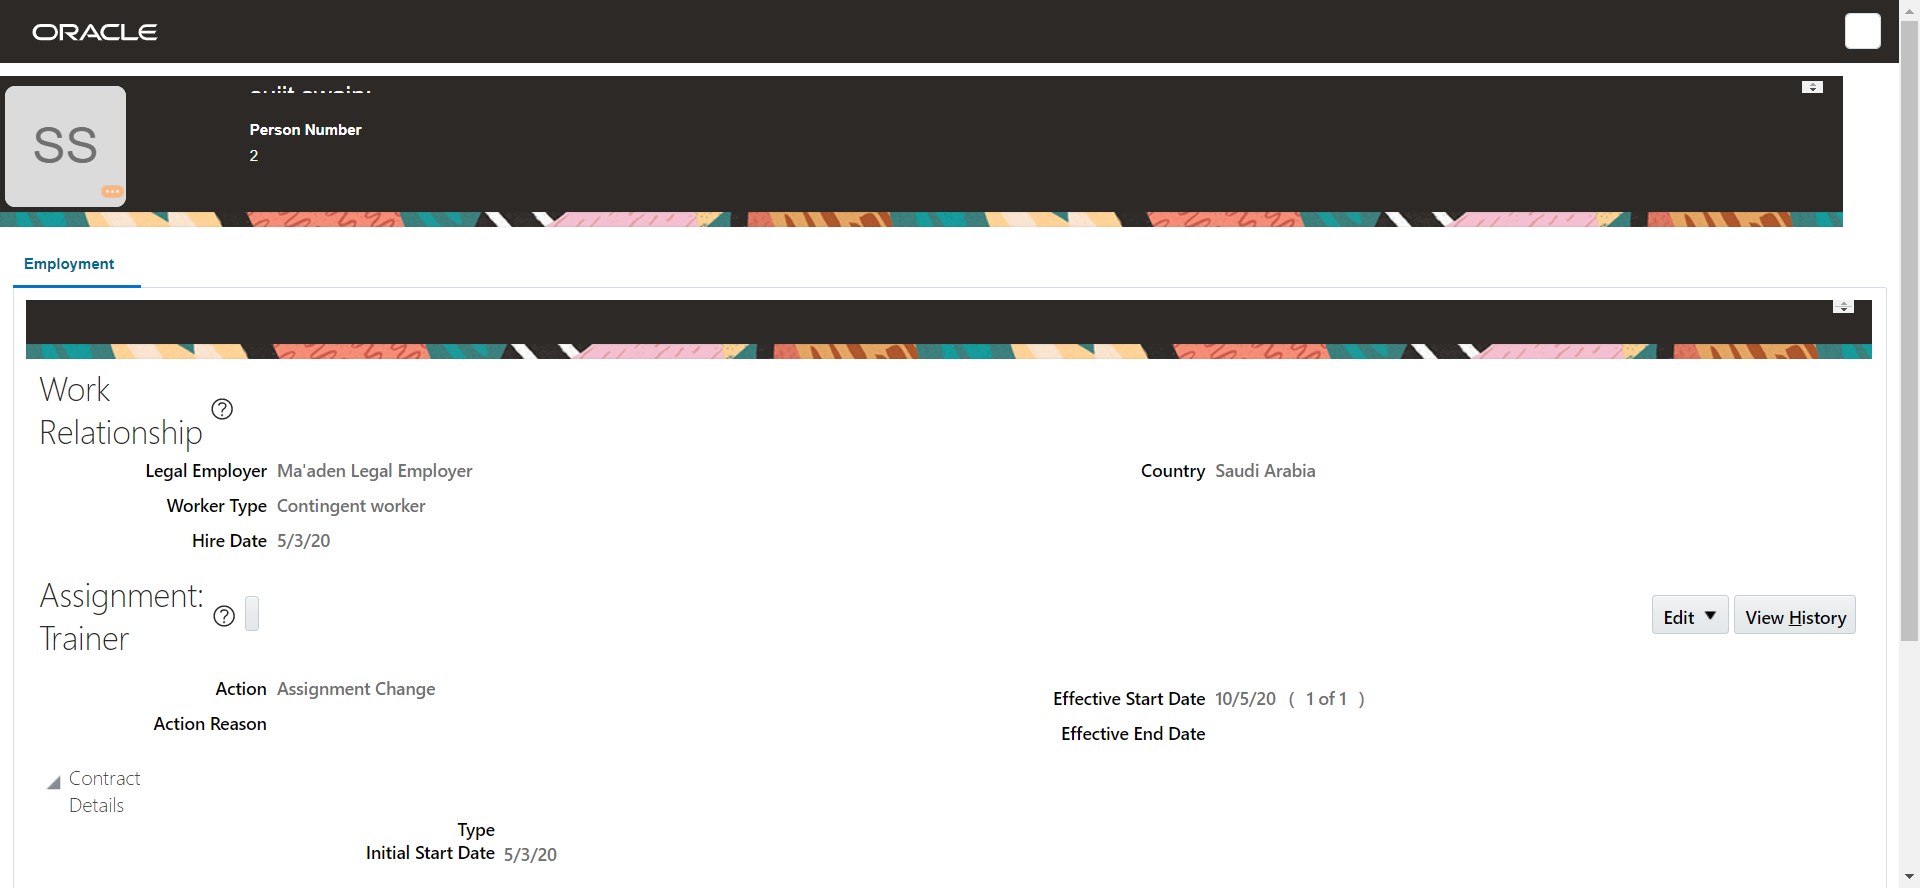 ORACLE
SS
Person Number
2
Employment
Work
Relationship
Legal Employer Ma'aden Legal Employer
Country Saudi Arabia
Worker Type Contingent worker
Hire Date 5/3/20
Assignment:
Trainer
Edit
View History
Action Assignment Change
Effective Start Date 10/5/20 ( 1 of 1 )
Action Reason
Effective End Date
Contract
Details
Type
Initial Start Date 5/3/20